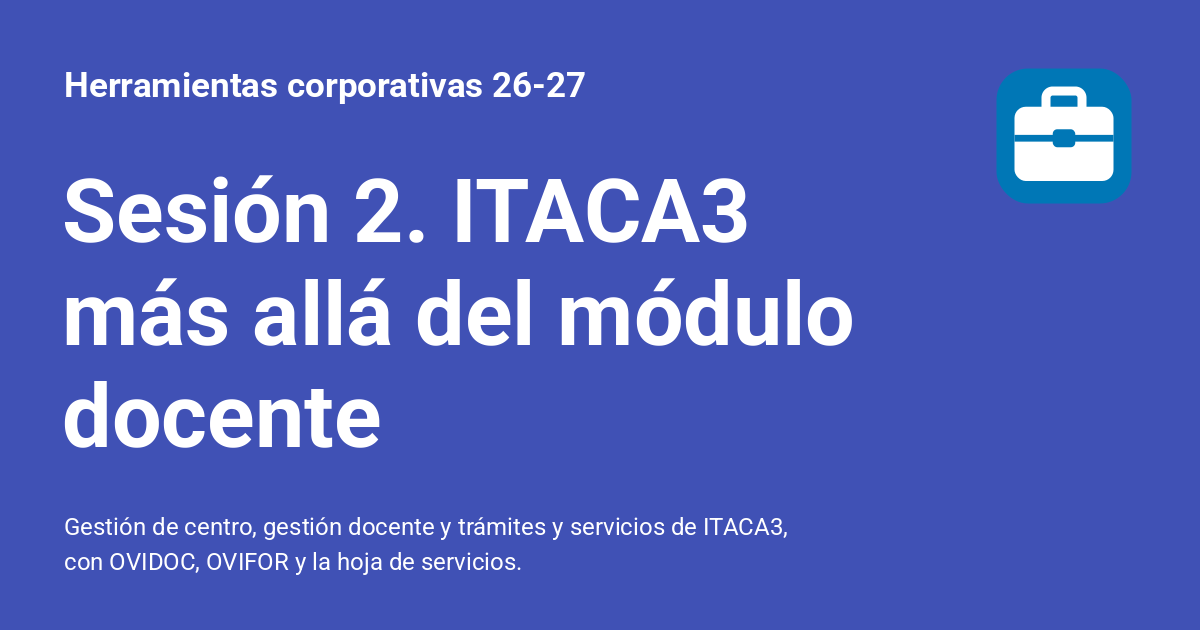 Herramientas corporativas 26-27
Sesión 2. ITACA3
más allá del módulo
docente
Gestión de centro, gestión docente y trámites y servicios de ITACA3,
con OVIDOC, OVIFOR y la hoja de servicios.